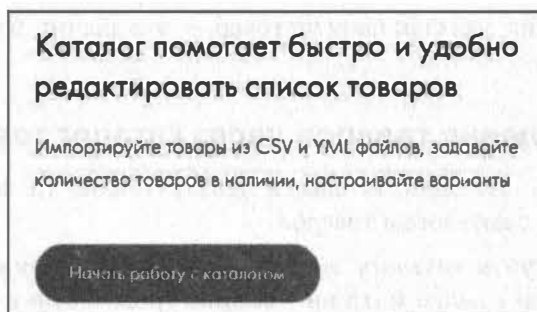 Каталог помогает быстро и удобно
редактировать список товаров
Импортируйте товары из CSV и YML файлов, задавайте
количество товаров в наличии, настраивайте варианты
Начать работу с каталогом